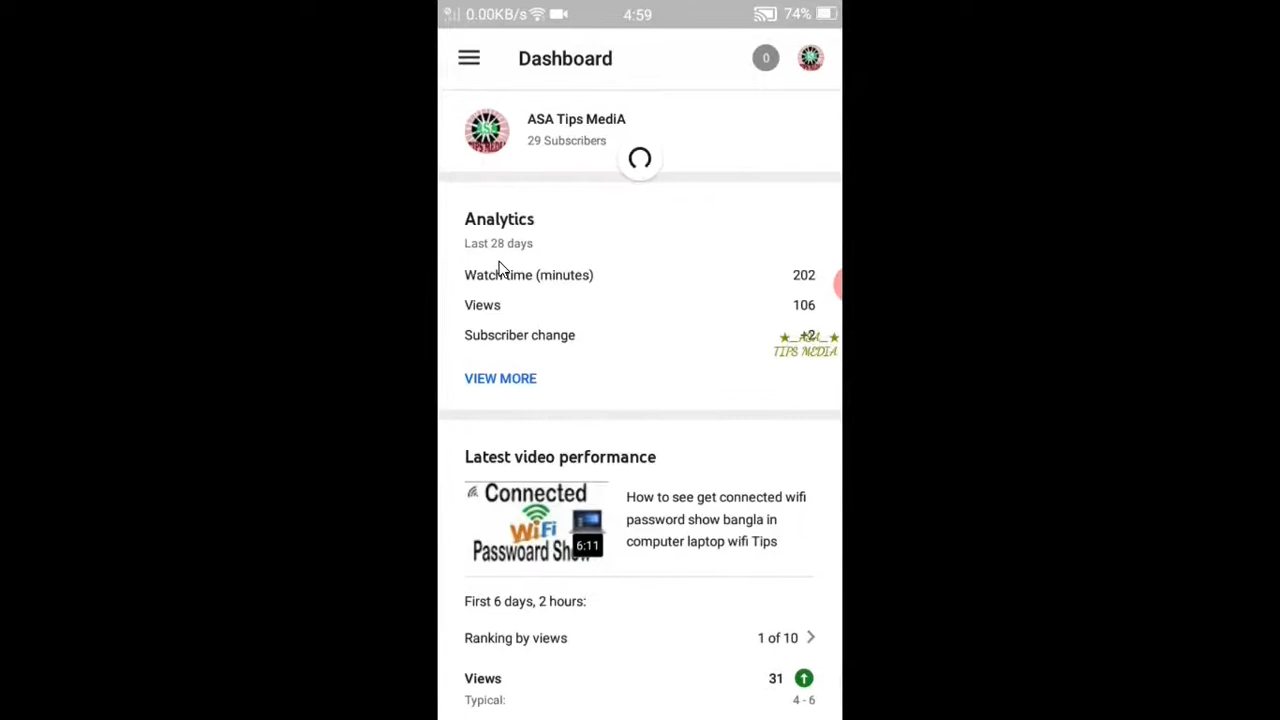 0.00KB/s 4:59 74%
Dashboard 0
ASA Tips MediA
29 Subscribers
Analytics
Last 28 days
Watch time (minutes) 202
Views 106
Subscriber change +2
TIPS MEDIA
VIEW MORE
Latest video performance
Connected
WiFi
Passwoard Sh
6:11
How to see get connected wifi
password show bangla in
computer laptop wifi Tips
First 6 days, 2 hours:
Ranking by views 1 of 10
Views 31
Typical: 4 - 6